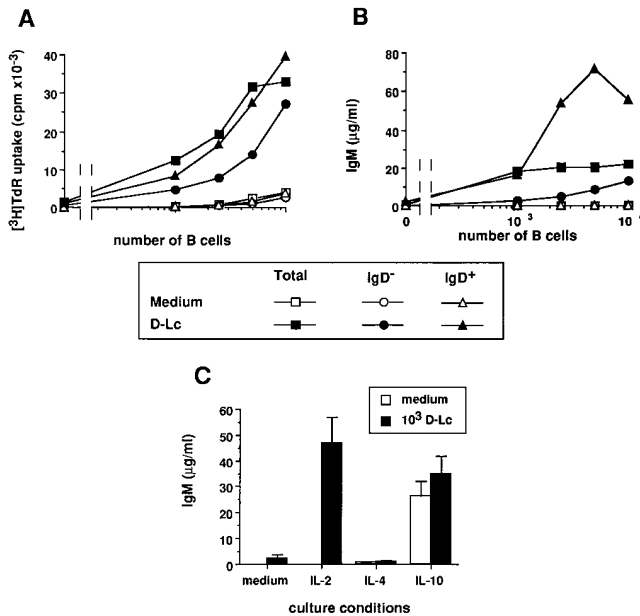 A
[³H]TdR uptake (cpm x10⁻³)
40
30
20
10
0
number of B cells
B
IgM (µg/ml)
80
60
40
20
0
0 10³ 10
number of B cells
Total IgD⁻ IgD⁺
Medium
D-Lc
C
medium
10³ D-Lc
IgM (µg/ml)
60
50
40
30
20
10
0
medium IL-2 IL-4 IL-10
culture conditions